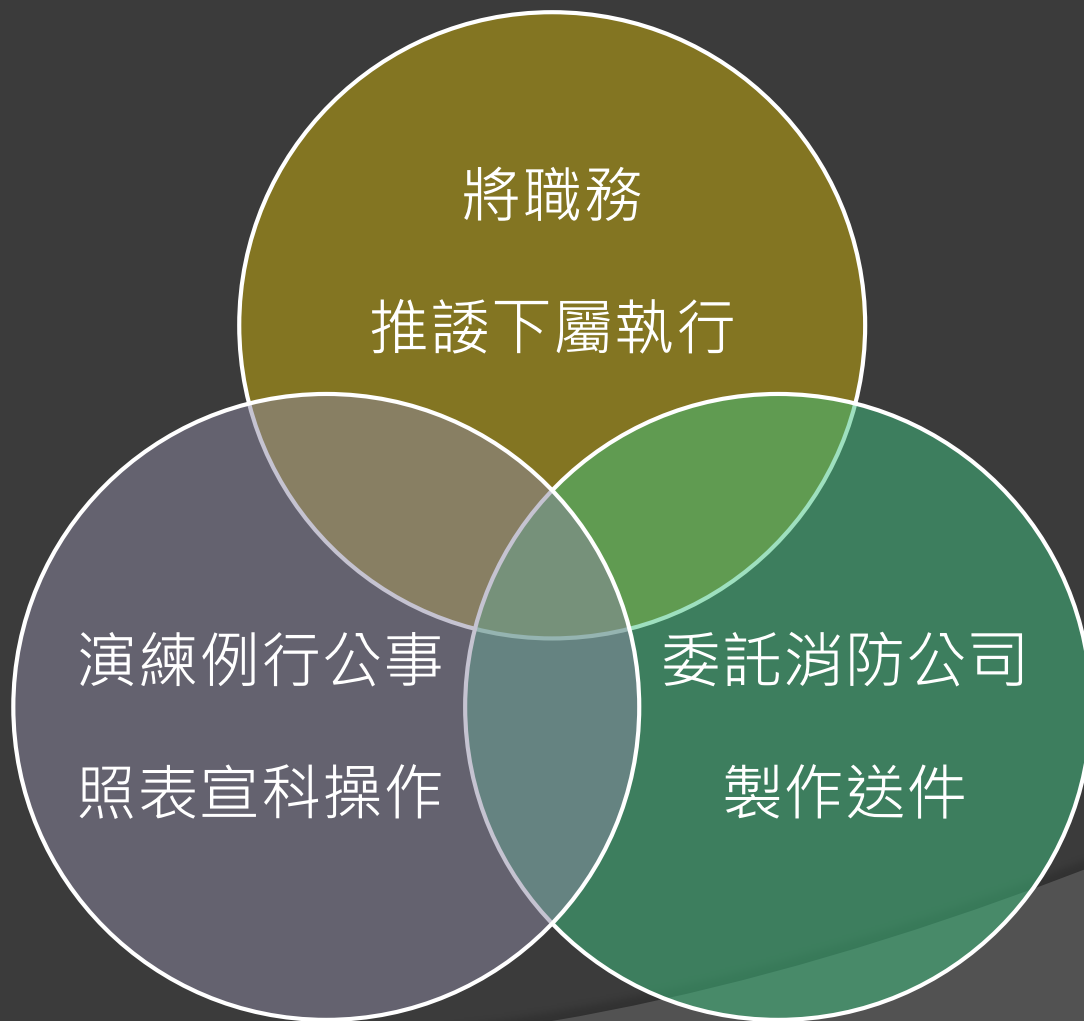 將職務
推諉下屬執行
演練例行公事
照表宣科操作
委託消防公司
製作送件